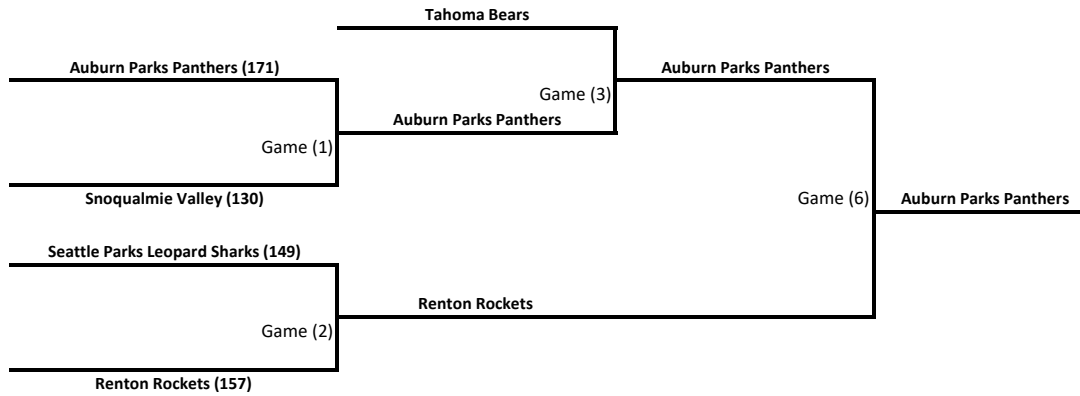 Tahoma Bears
Auburn Parks Panthers (171)
Auburn Parks Panthers
Game (3)
Auburn Parks Panthers
Game (1)
Snoqualmie Valley (130)
Game (6)
Auburn Parks Panthers
Seattle Parks Leopard Sharks (149)
Renton Rockets
Game (2)
Renton Rockets (157)